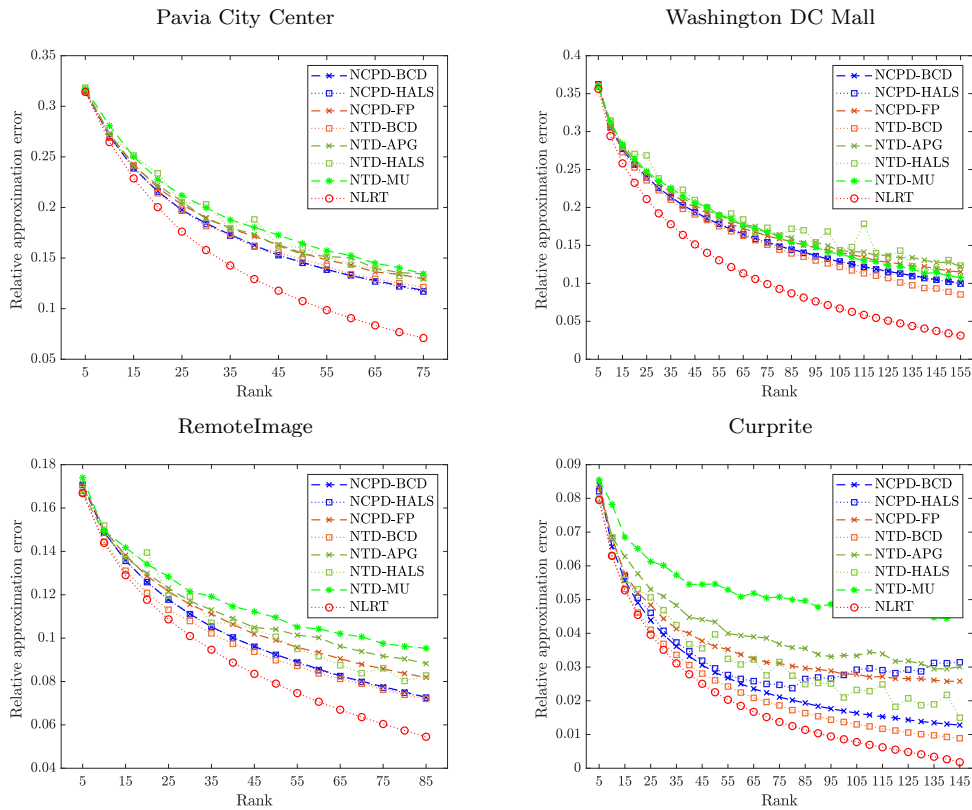 Pavia City Center
Relative approximation error
0.35
0.3
0.25
0.2
0.15
0.1
0.05
5 15 25 35 45 55 65 75
Rank
NCPD-BCD
NCPD-HALS
NCPD-FP
NTD-BCD
NTD-APG
NTD-HALS
NTD-MU
NLRT
Washington DC Mall
Relative approximation error
0.4
0.3
0.2
0.15
0.1
0.05
0
5 15 25 35 45 55 65 75 85 95 105 115 125 135 145 155
Rank
NCPD-BCD
NCPD-HALS
NCPD-FP
NTD-BCD
NTD-APG
NTD-HALS
NTD-MU
NLRT
RemoteImage
Relative approximation error
0.18
0.16
0.14
0.12
0.1
0.08
0.06
0.04
5 15 25 35 45 55 65 75 85
Rank
NCPD-BCD
NCPD-HALS
NCPD-FP
NTD-BCD
NTD-APG
NTD-HALS
NTD-MU
NLRT
Curprite
Relative approximation error
0.09
0.08
0.07
0.06
0.05
0.04
0.03
0.02
0.01
0
5 15 25 35 45 55 65 75 85 95 105 115 125 135 145
Rank
NCPD-BCD
NCPD-HALS
NCPD-FP
NTD-BCD
NTD-APG
NTD-HALS
NTD-MU
NLRT